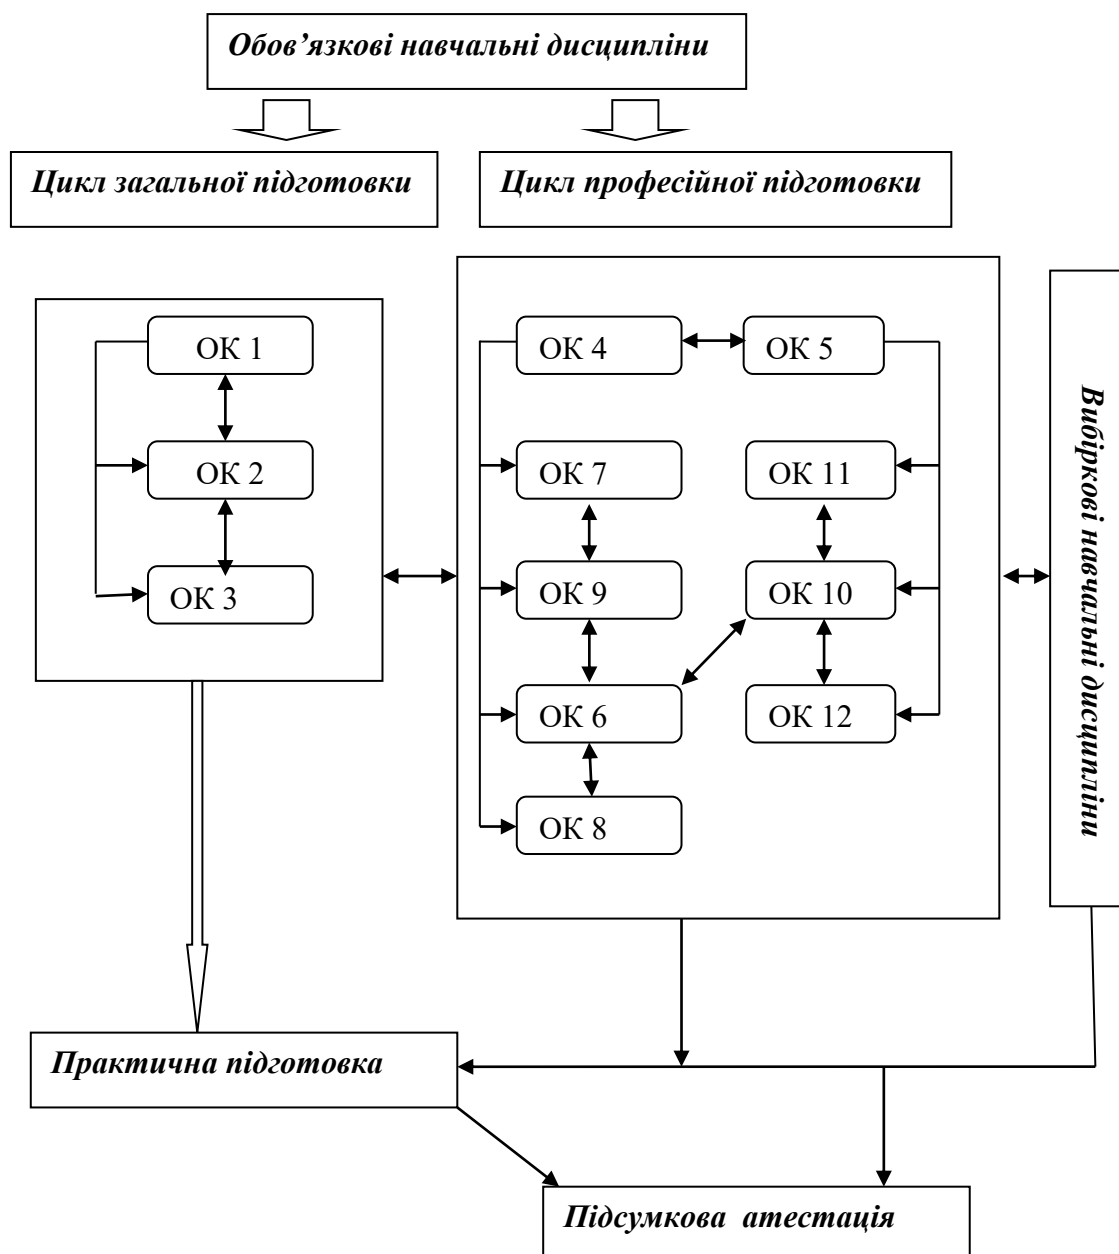 Обов’язкові навчальні дисципліни
Цикл загальної підготовки
Цикл професійної підготовки
ОК 1
ОК 2
ОК 3
ОК 4
ОК 5
ОК 7
ОК 11
ОК 9
ОК 10
ОК 6
ОК 12
ОК 8
Вибіркові навчальні дисципліни
Практична підготовка
Підсумкова атестація